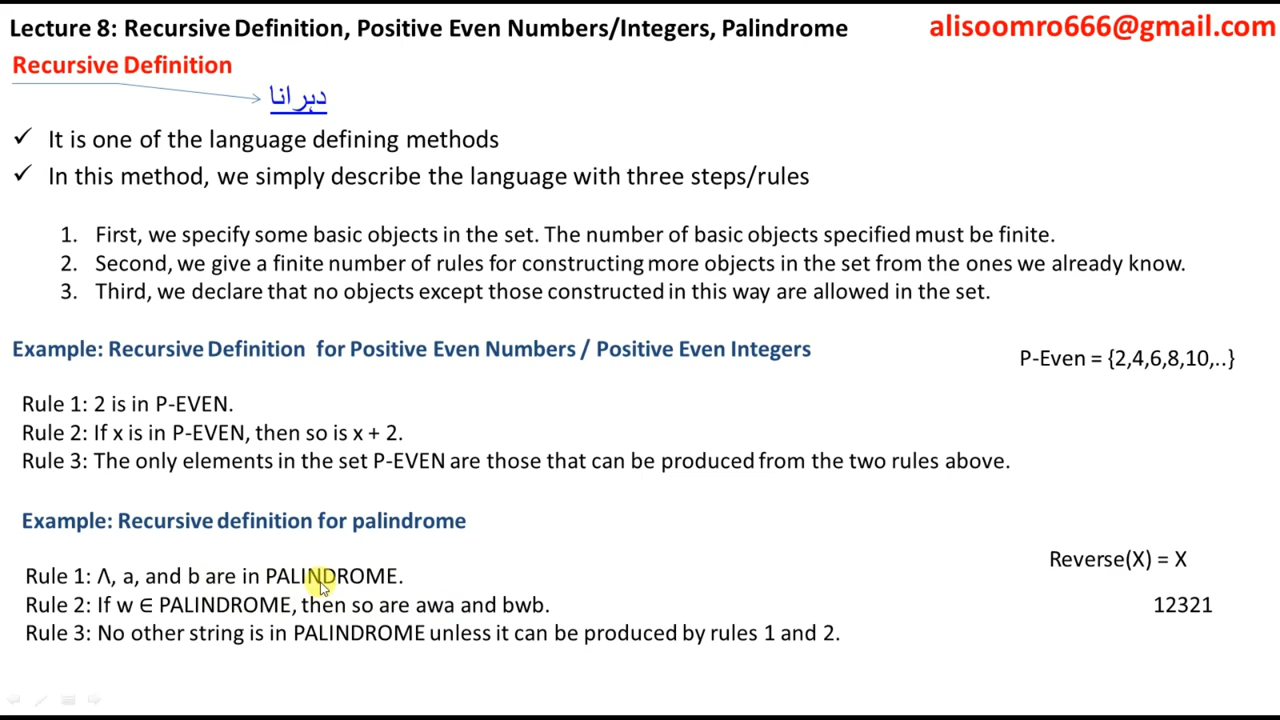 Lecture 8: Recursive Definition, Positive Even Numbers/Integers, Palindrome
alisoomro666@gmail.com
Recursive Definition
دہرانا
✓ It is one of the language defining methods
✓ In this method, we simply describe the language with three steps/rules
1. First, we specify some basic objects in the set. The number of basic objects specified must be finite.
2. Second, we give a finite number of rules for constructing more objects in the set from the ones we already know.
3. Third, we declare that no objects except those constructed in this way are allowed in the set.
Example: Recursive Definition for Positive Even Numbers / Positive Even Integers
P-Even = {2,4,6,8,10,..}
Rule 1: 2 is in P-EVEN.
Rule 2: If x is in P-EVEN, then so is x + 2.
Rule 3: The only elements in the set P-EVEN are those that can be produced from the two rules above.
Example: Recursive definition for palindrome
Reverse(X) = X
Rule 1: Λ, a, and b are in PALINDROME.
Rule 2: If w ∈ PALINDROME, then so are awa and bwb.
12321
Rule 3: No other string is in PALINDROME unless it can be produced by rules 1 and 2.